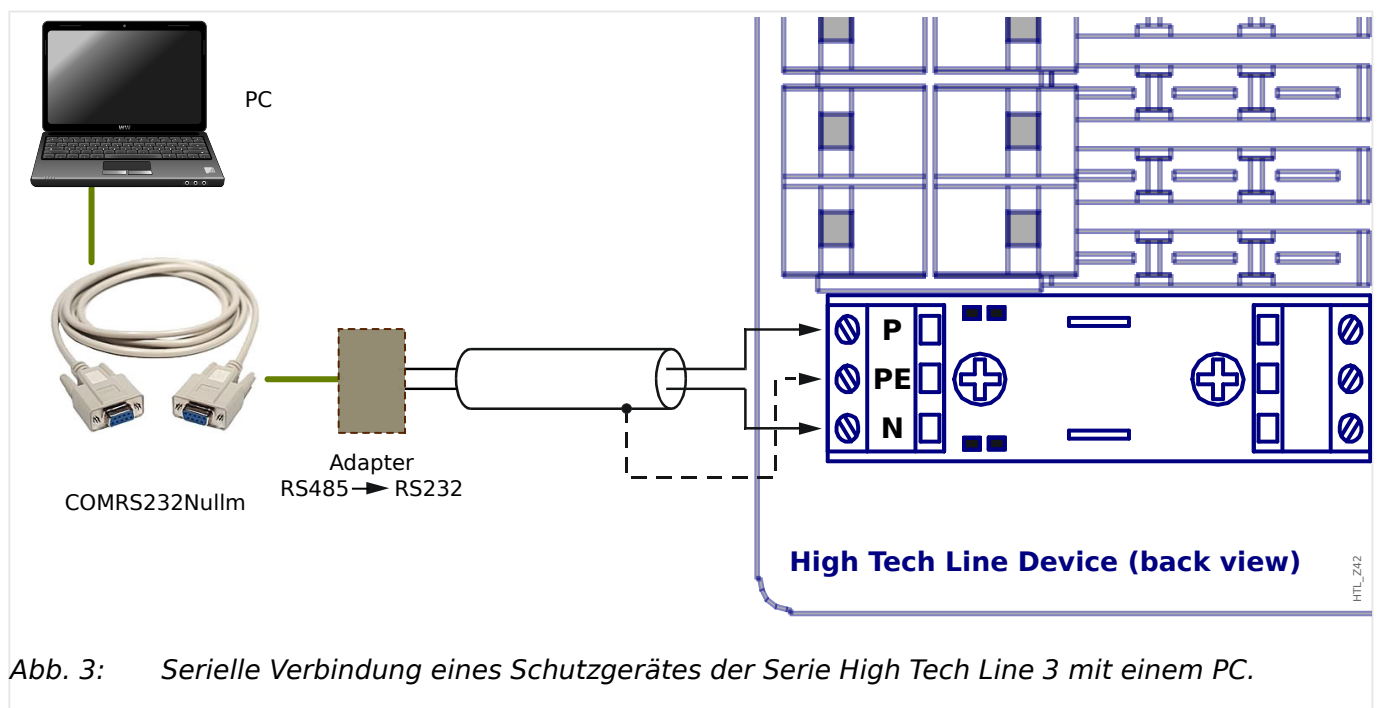 PC
COMRS232Nullm
Adapter
RS485 → RS232
P
PE
N
High Tech Line Device (back view)
HTL_Z42
Abb. 3: Serielle Verbindung eines Schutzgerätes der Serie High Tech Line 3 mit einem PC.